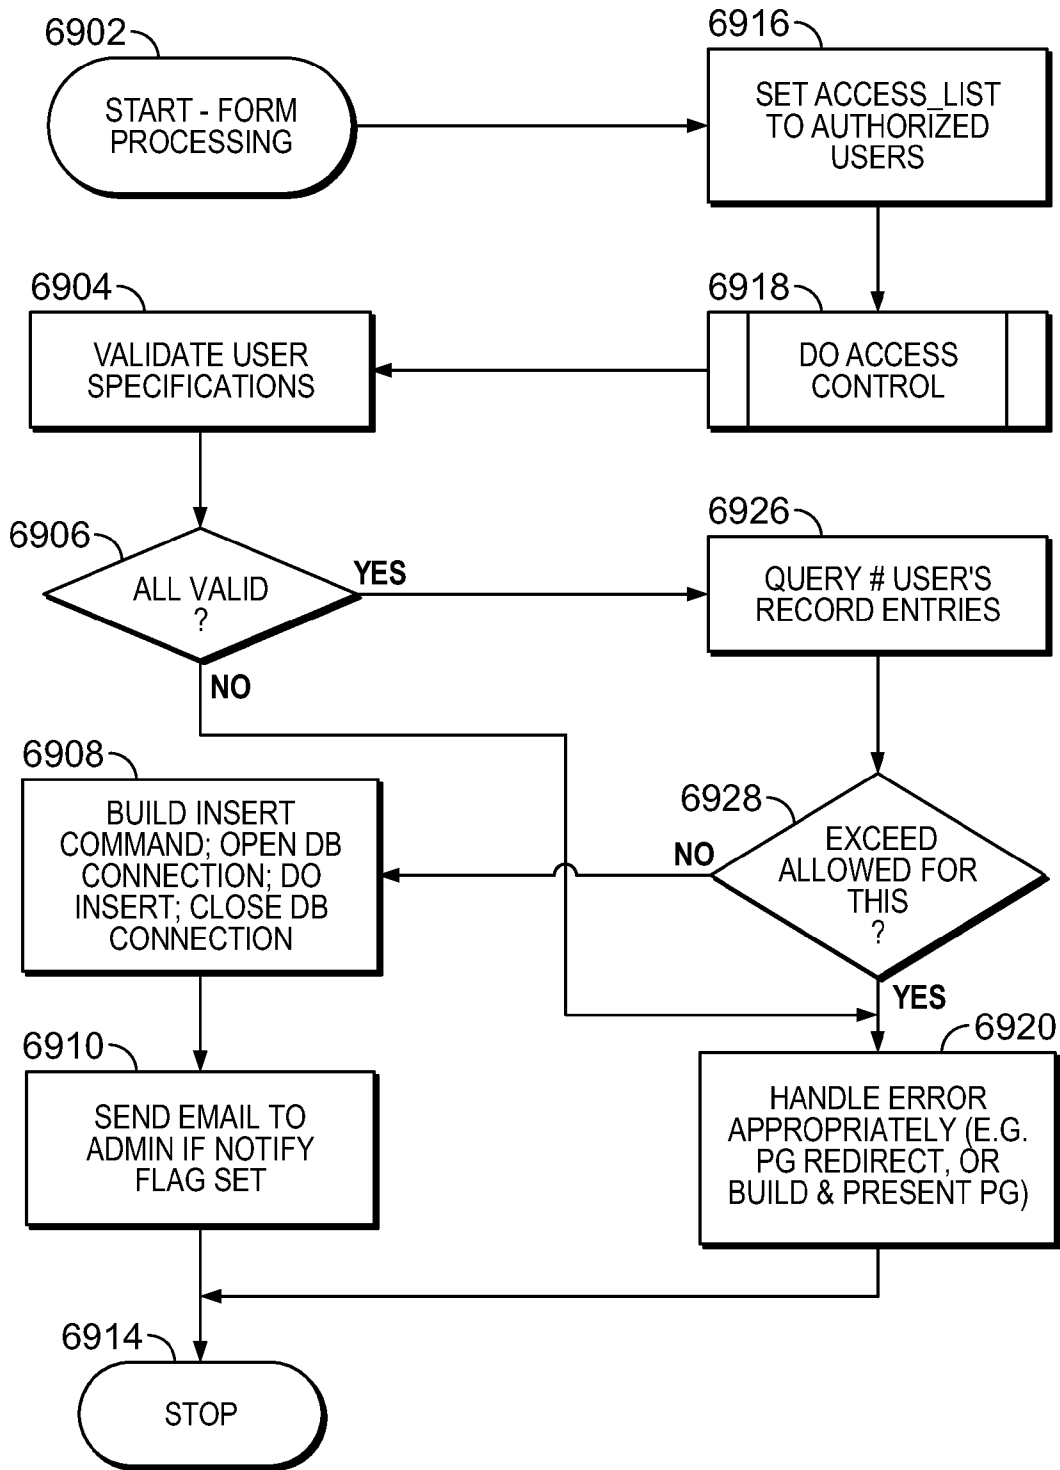 6902
START - FORM
PROCESSING
6916
SET ACCESS_LIST
TO AUTHORIZED
USERS
6918
DO ACCESS
CONTROL
6904
VALIDATE USER
SPECIFICATIONS
6906
ALL VALID
?
YES
NO
6926
QUERY # USER'S
RECORD ENTRIES
6928
EXCEED
ALLOWED FOR
THIS
?
NO
YES
6908
BUILD INSERT
COMMAND; OPEN DB
CONNECTION; DO
INSERT; CLOSE DB
CONNECTION
6910
SEND EMAIL TO
ADMIN IF NOTIFY
FLAG SET
6920
HANDLE ERROR
APPROPRIATELY (E.G.
PG REDIRECT, OR
BUILD & PRESENT PG)
6914
STOP